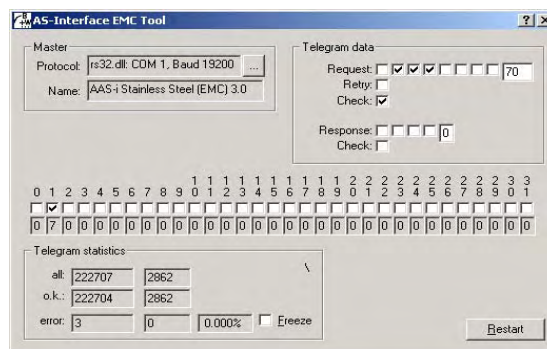 AS-Interface EMC Tool
Master
Protocol: rs32.dll: COM 1, Baud 19200 ...
Name: AAS-i Stainless Steel (EMC) 3.0
Telegram data
Request: 70
Retry:
Check:
Response: 0
Check:
0 1 2 3 4 5 6 7 8 9 10 11 12 13 14 15 16 17 18 19 20 21 22 23 24 25 26 27 28 29 30 31
0 7 0 0 0 0 0 0 0 0 0 0 0 0 0 0 0 0 0 0 0 0 0 0 0 0 0 0 0 0 0 0
Telegram statistics
all: 222707 2862
\
o.k.: 222704 2862
error: 3 0 0.000% Freeze
Restart